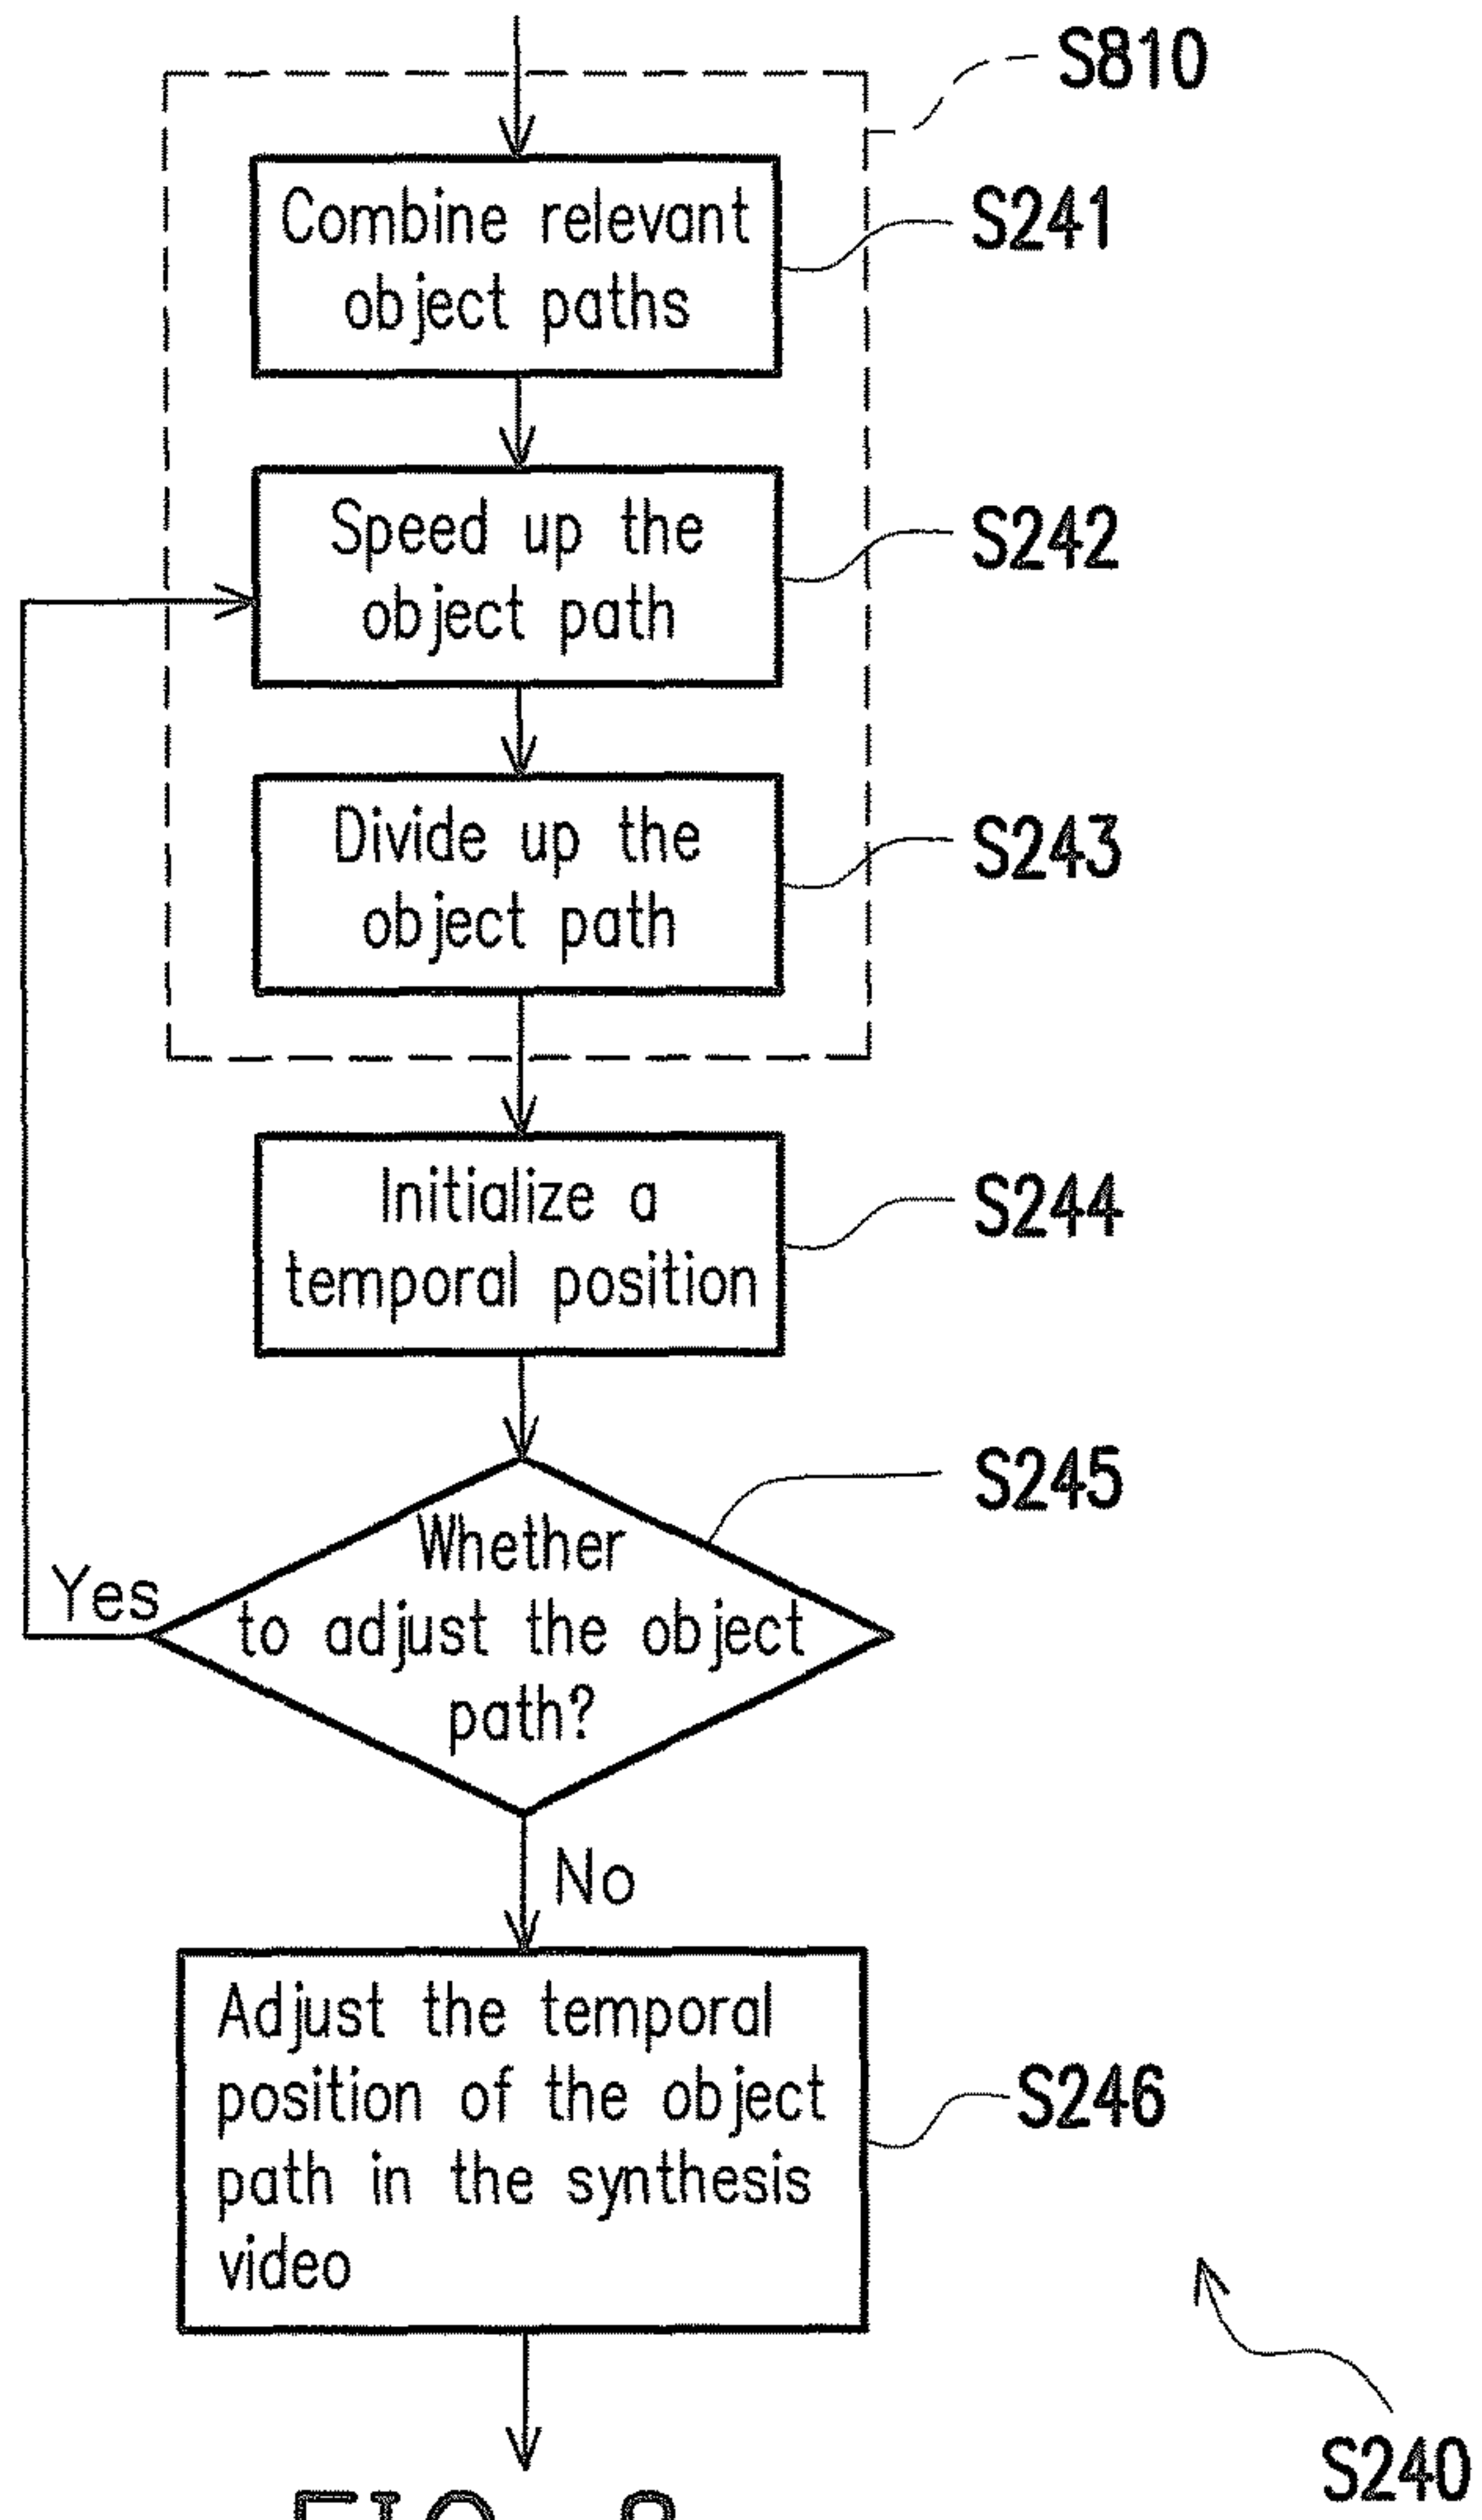 S810
Combine relevant
object paths
S241
Speed up the
object path
S242
Divide up the
object path
S243
Initialize a
temporal position
S244
Whether
to adjust the object
path?
S245
Yes
No
Adjust the temporal
position of the object
path in the synthesis
video
S246
S240